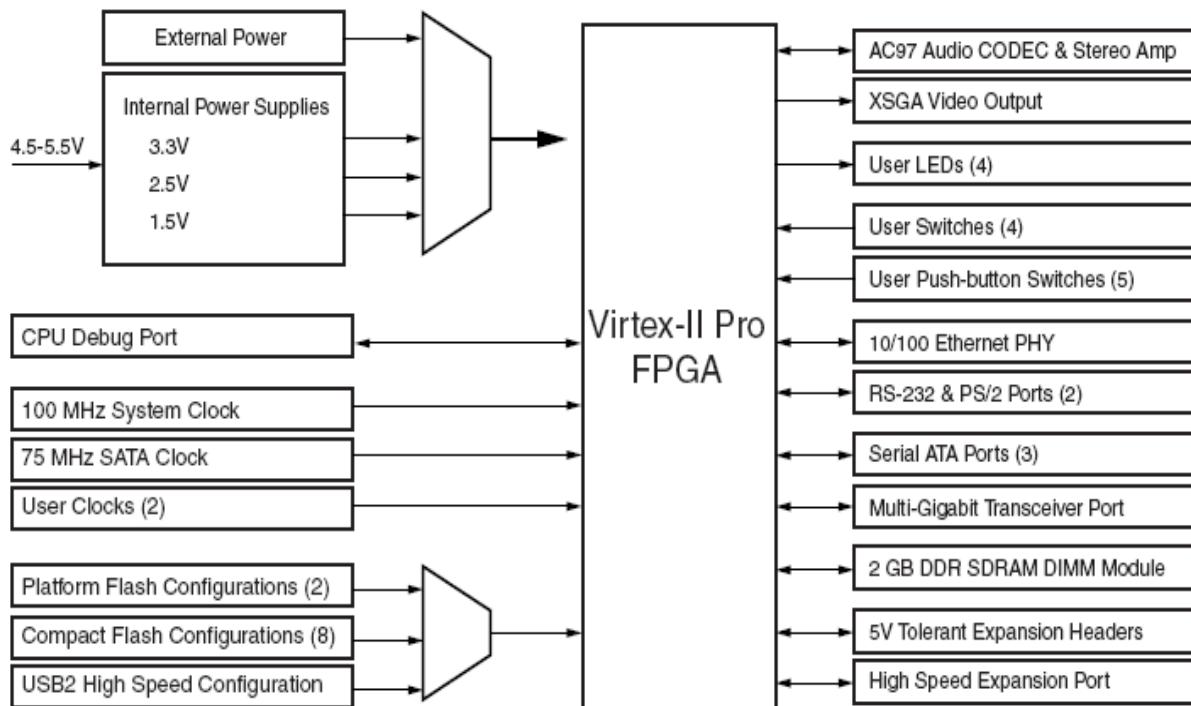 External Power
Internal Power Supplies
4.5-5.5V
3.3V
2.5V
1.5V
CPU Debug Port
100 MHz System Clock
75 MHz SATA Clock
User Clocks (2)
Platform Flash Configurations (2)
Compact Flash Configurations (8)
USB2 High Speed Configuration
Virtex-II Pro
FPGA
AC97 Audio CODEC & Stereo Amp
XSGA Video Output
User LEDs (4)
User Switches (4)
User Push-button Switches (5)
10/100 Ethernet PHY
RS-232 & PS/2 Ports (2)
Serial ATA Ports (3)
Multi-Gigabit Transceiver Port
2 GB DDR SDRAM DIMM Module
5V Tolerant Expansion Headers
High Speed Expansion Port